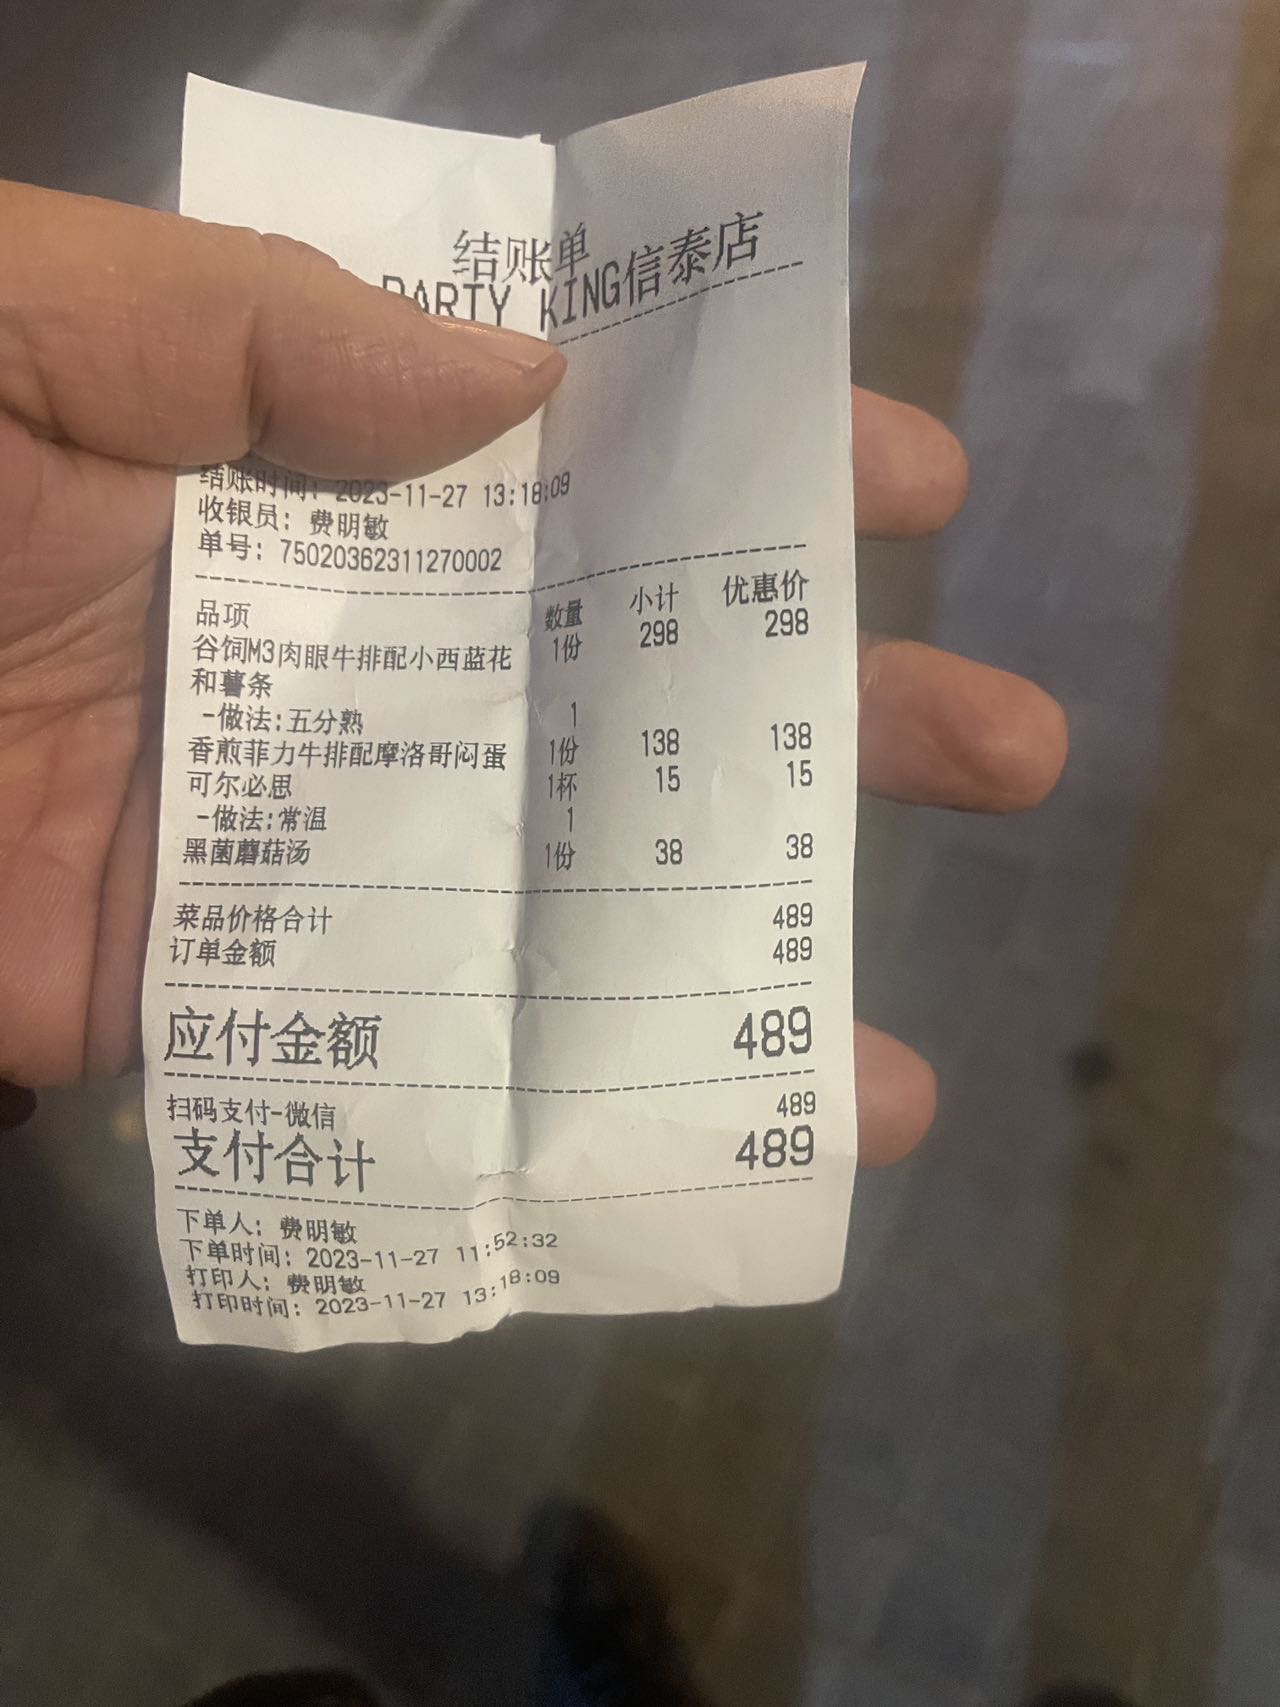 结账单
PARTY KING信泰店
结账时间: 2023-11-27 13:18:09
收银员: 费明敏
单号: 75020362311270002
品项 数量 小计 优惠价
谷饲M3肉眼牛排配小西蓝花 1份 298 298
和薯条
-做法:五分熟 1
香煎菲力牛排配摩洛哥闷蛋 1份 138 138
可尔必思 1杯 15 15
-做法:常温 1
黑菌蘑菇汤 1份 38 38
菜品价格合计 489
订单金额 489
应付金额 489
扫码支付-微信 489
支付合计 489
下单人: 费明敏
下单时间: 2023-11-27 11:52:32
打印人: 费明敏
打印时间: 2023-11-27 13:18:09